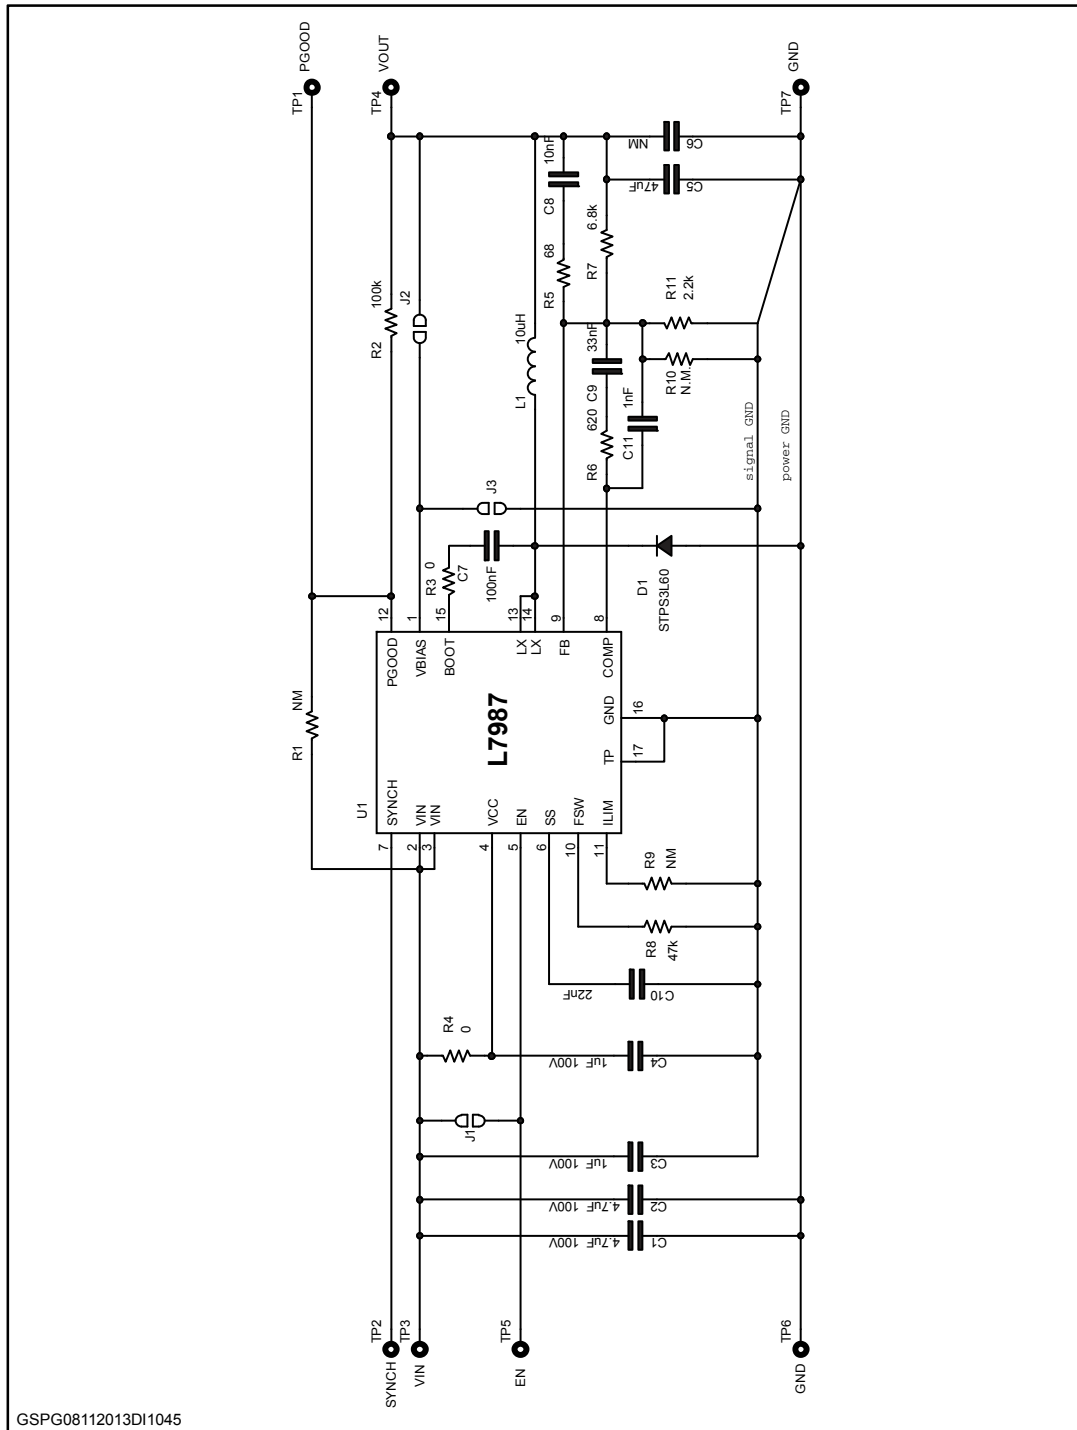 PGOOD
TP1
VOUT
TP4
GND
TP7
10nF
C8
NM
C6
47uF
C5
6.8k
R7
68
R5
100k
R2
J2
R11
2.2k
10uH
L1
33nF
C9
620
R6
1nF
C11
R10
N.M.
signal GND
power GND
J3
R3 0
C7
100nF
D1
STPS3L60
12
1
15
13
14
9
8
PGOOD
VBIAS
BOOT
LX
LX
FB
COMP
NM
R1
L7987
GND
16
TP
17
U1
SYNCH
VIN
VIN
VCC
EN
SS
FSW
ILIM
7
2
3
4
5
6
10
11
R9
NM
R8
47k
22nF
C10
R4
0
1uF 100V
C4
J1
1uF 100V
C3
4.7uF 100V
C2
4.7uF 100V
C1
TP2
SYNCH
TP3
VIN
TP5
EN
TP6
GND
GSPG08112013DI1045